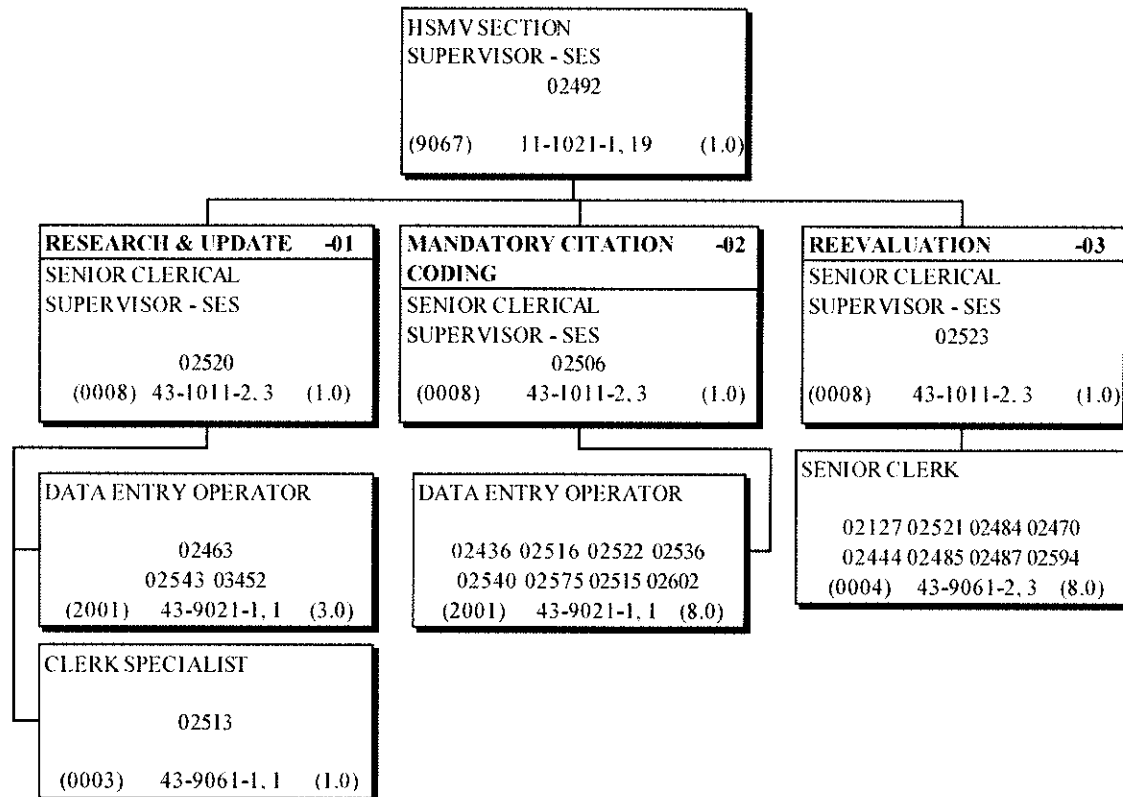 HSMV SECTION
SUPERVISOR - SES
02492
(9067) 11-1021-1, 19 (1.0)
RESEARCH & UPDATE -01
SENIOR CLERICAL
SUPERVISOR - SES
02520
(0008) 43-1011-2, 3 (1.0)
MANDATORY CITATION -02
CODING
SENIOR CLERICAL
SUPERVISOR - SES
02506
(0008) 43-1011-2, 3 (1.0)
REEVALUATION -03
SENIOR CLERICAL
SUPERVISOR - SES
02523
(0008) 43-1011-2, 3 (1.0)
DATA ENTRY OPERATOR
02463
02543 03452
(2001) 43-9021-1, 1 (3.0)
DATA ENTRY OPERATOR
02436 02516 02522 02536
02540 02575 02515 02602
(2001) 43-9021-1, 1 (8.0)
SENIOR CLERK
02127 02521 02484 02470
02444 02485 02487 02594
(0004) 43-9061-2, 3 (8.0)
CLERK SPECIALIST
02513
(0003) 43-9061-1, 1 (1.0)